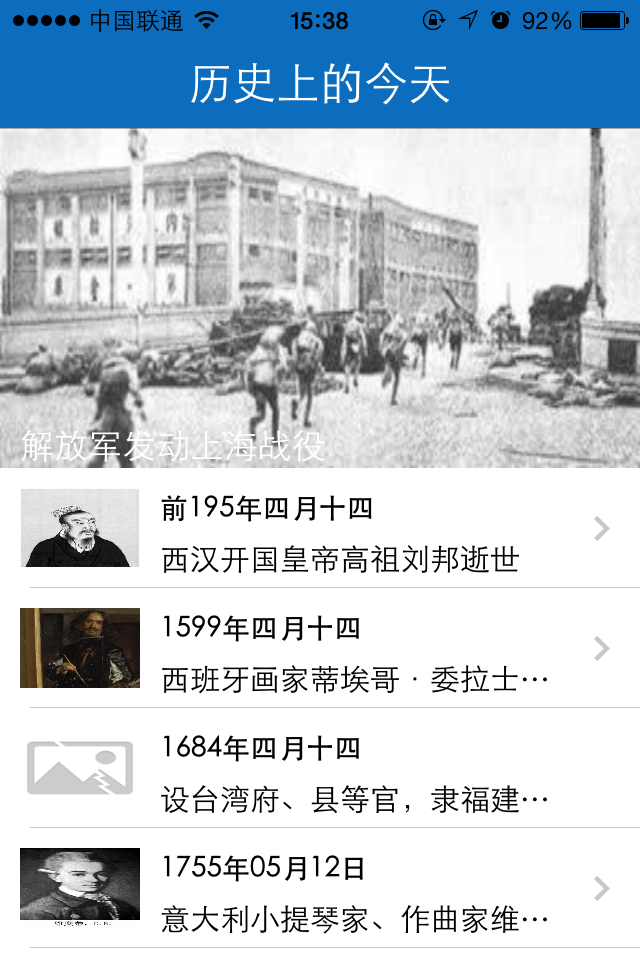 中国联通 15:38 92%
历史上的今天
解放军发动上海战役
前195年四月十四
西汉开国皇帝高祖刘邦逝世
1599年四月十四
西班牙画家蒂埃哥·委拉士…
1684年四月十四
设台湾府、县等官，隶福建…
1755年05月12日
意大利小提琴家、作曲家维…